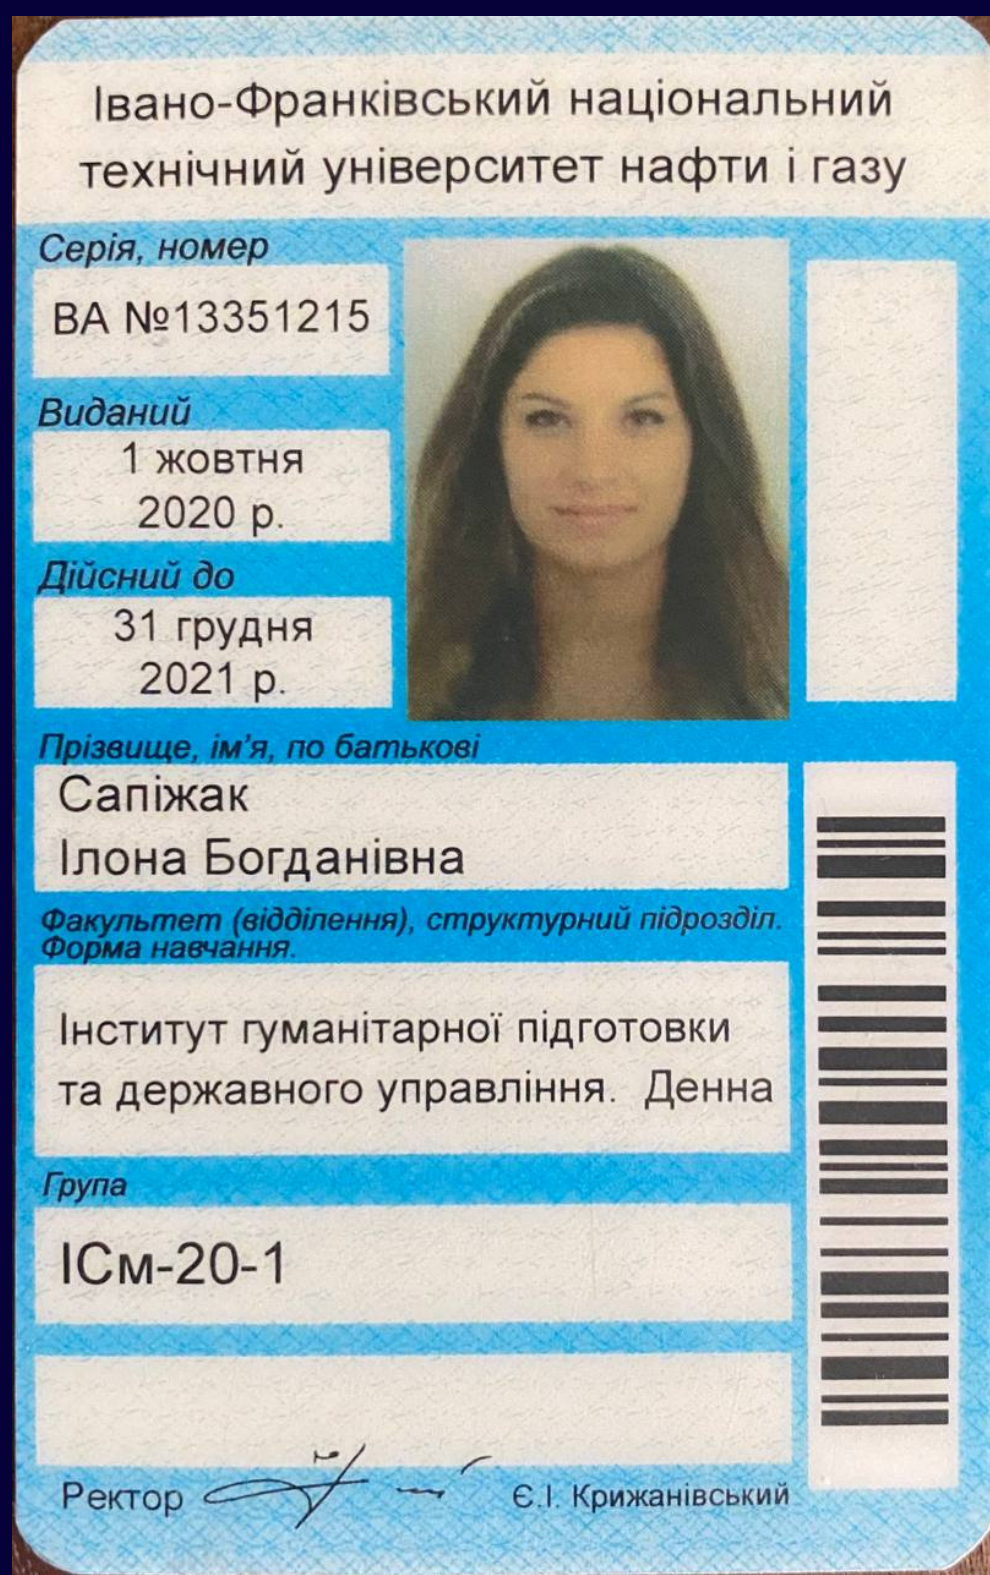 Івано-Франківський національний
технічний університет нафти і газу
Серія, номер
ВА №13351215
Виданий
1 жовтня
2020 р.
Дійсний до
31 грудня
2021 р.
Прізвище, ім'я, по батькові
Сапіжак
Ілона Богданівна
Факультет (відділення), структурний підрозділ.
Форма навчання.
Інститут гуманітарної підготовки
та державного управління. Денна
Група
ІСм-20-1
Ректор Є.І. Крижанівський